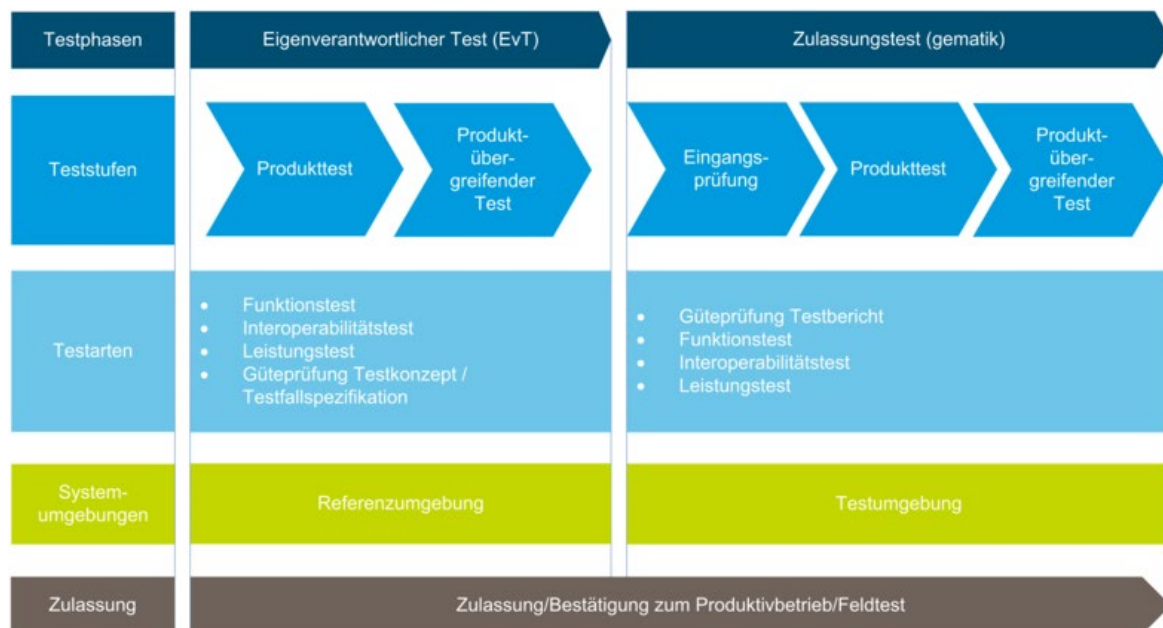 Testphasen
Eigenverantwortlicher Test (EvT)
Zulassungstest (gematik)
Teststufen
Produkttest
Produkt-
über-
greifender
Test
Eingangs-
prüfung
Produkttest
Produkt-
über-
greifender
Test
Testarten
• Funktionstest
• Interoperabilitätstest
• Leistungstest
• Güteprüfung Testkonzept /
Testfallspezifikation
• Güteprüfung Testbericht
• Funktionstest
• Interoperabilitätstest
• Leistungstest
System-
umgebungen
Referenzumgebung
Testumgebung
Zulassung
Zulassung/Bestätigung zum Produktivbetrieb/Feldtest